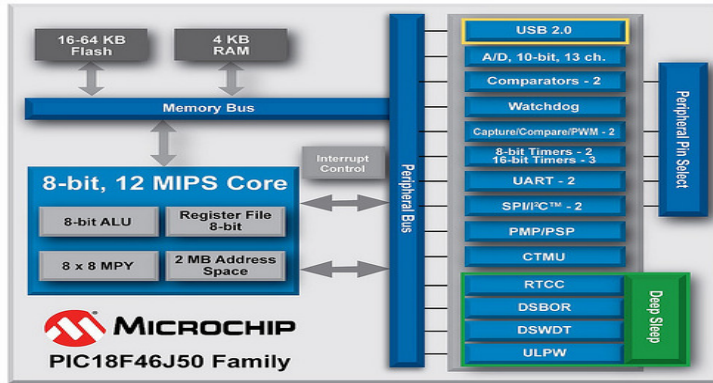 16-64 KB
Flash
4 KB
RAM
Memory Bus
8-bit, 12 MIPS Core
8-bit ALU
Register File
8-bit
8 x 8 MPY
2 MB Address
Space
Interrupt
Control
Peripheral Bus
USB 2.0
A/D, 10-bit, 13 ch.
Comparators - 2
Watchdog
Capture/Compare/PWM - 2
8-bit Timers - 2
16-bit Timers - 3
UART - 2
SPI/I²C™ - 2
PMP/PSP
CTMU
RTCC
DSBOR
DSWDT
ULPW
Peripheral Pin Select
Deep Sleep
MICROCHIP
PIC18F46J50 Family